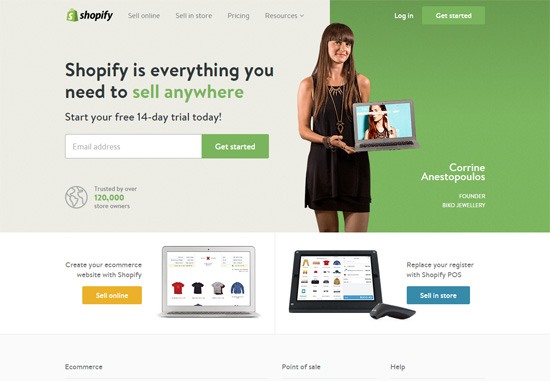 shopify
Sell online
Sell in store
Pricing
Resources
Log in
Get started
Shopify is everything you
need to sell anywhere
Start your free 14-day trial today!
Email address
Get started
Trusted by over
120,000
store owners
Corrine
Anestopoulos
FOUNDER
BIKO JEWELLERY
Create your ecommerce
website with Shopify
Sell online
Replace your register
with Shopify POS
Sell in store
Ecommerce
Point of sale
Help